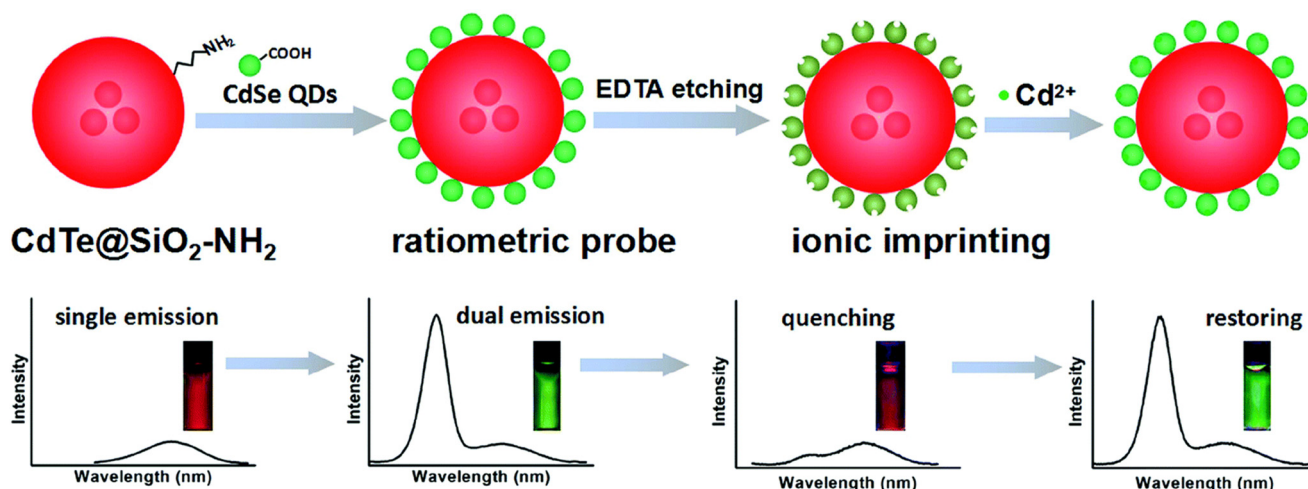 NH₂
COOH
CdSe QDs
EDTA etching
Cd²⁺
CdTe@SiO₂-NH₂
ratiometric probe
ionic imprinting
single emission
Intensity
Wavelength (nm)
dual emission
Intensity
Wavelength (nm)
quenching
Intensity
Wavelength (nm)
restoring
Intensity
Wavelength (nm)